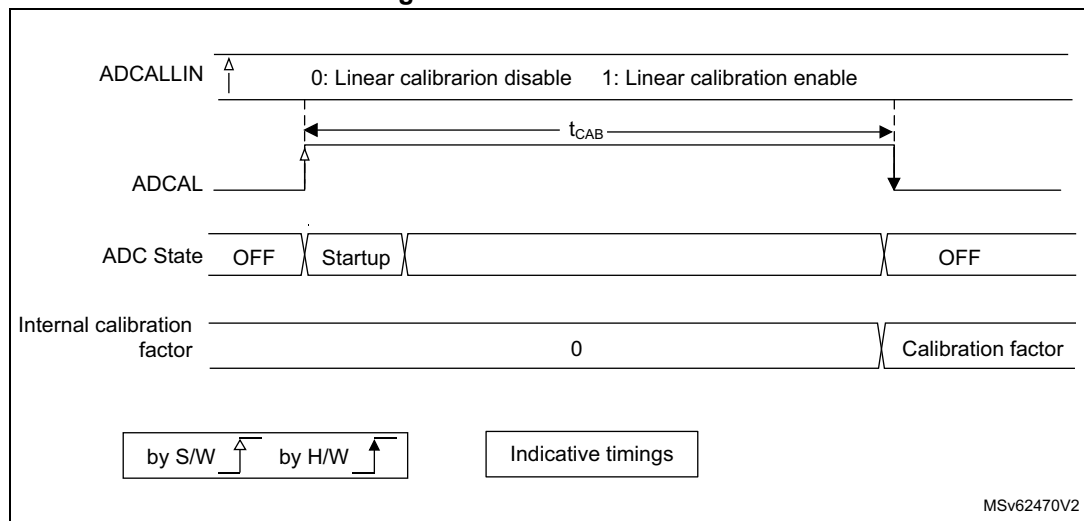 ADCALLIN
0: Linear calibrarion disable 1: Linear calibration enable
tCAB
ADCAL
ADC State
OFF
Startup
OFF
Internal calibration
factor
0
Calibration factor
by S/W
by H/W
Indicative timings
MSv62470V2